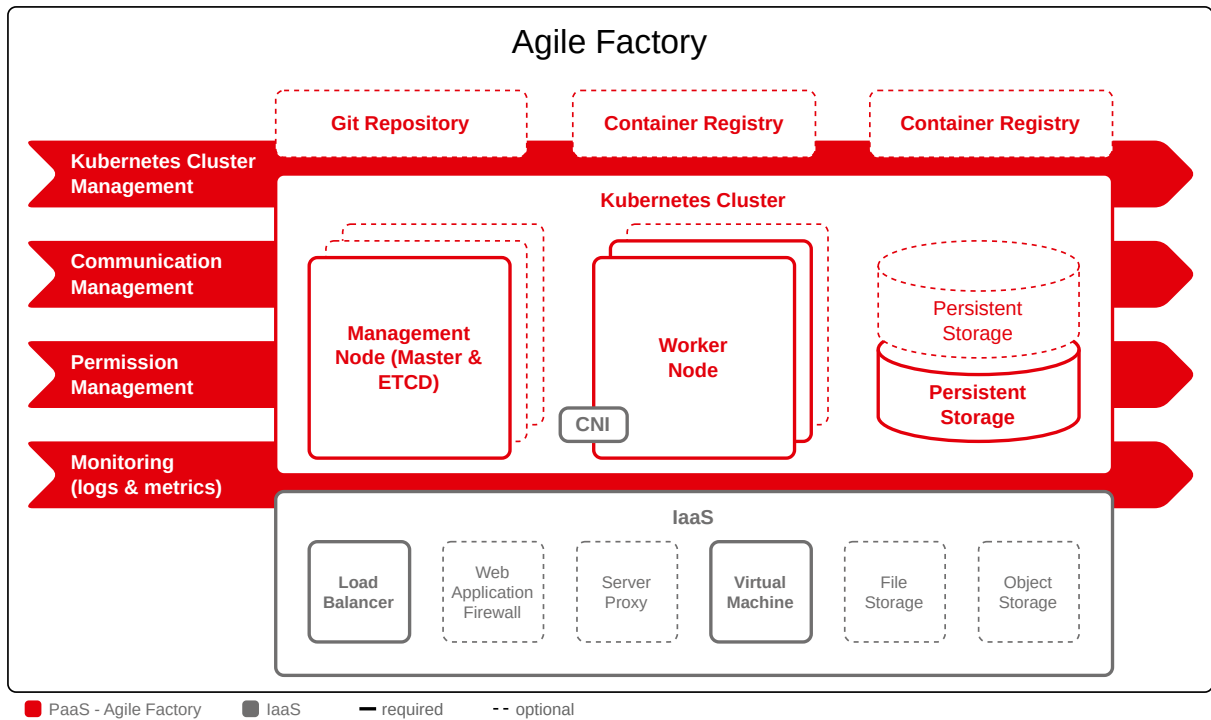 Agile Factory
Git Repository
Container Registry
Container Registry
Kubernetes Cluster
Management
Communication
Management
Permission
Management
Monitoring
(logs & metrics)
Kubernetes Cluster
Management
Node (Master &
ETCD)
Worker
Node
CNI
Persistent
Storage
Persistent
Storage
IaaS
Load
Balancer
Web
Application
Firewall
Server
Proxy
Virtual
Machine
File
Storage
Object
Storage
PaaS - Agile Factory
IaaS
required
optional